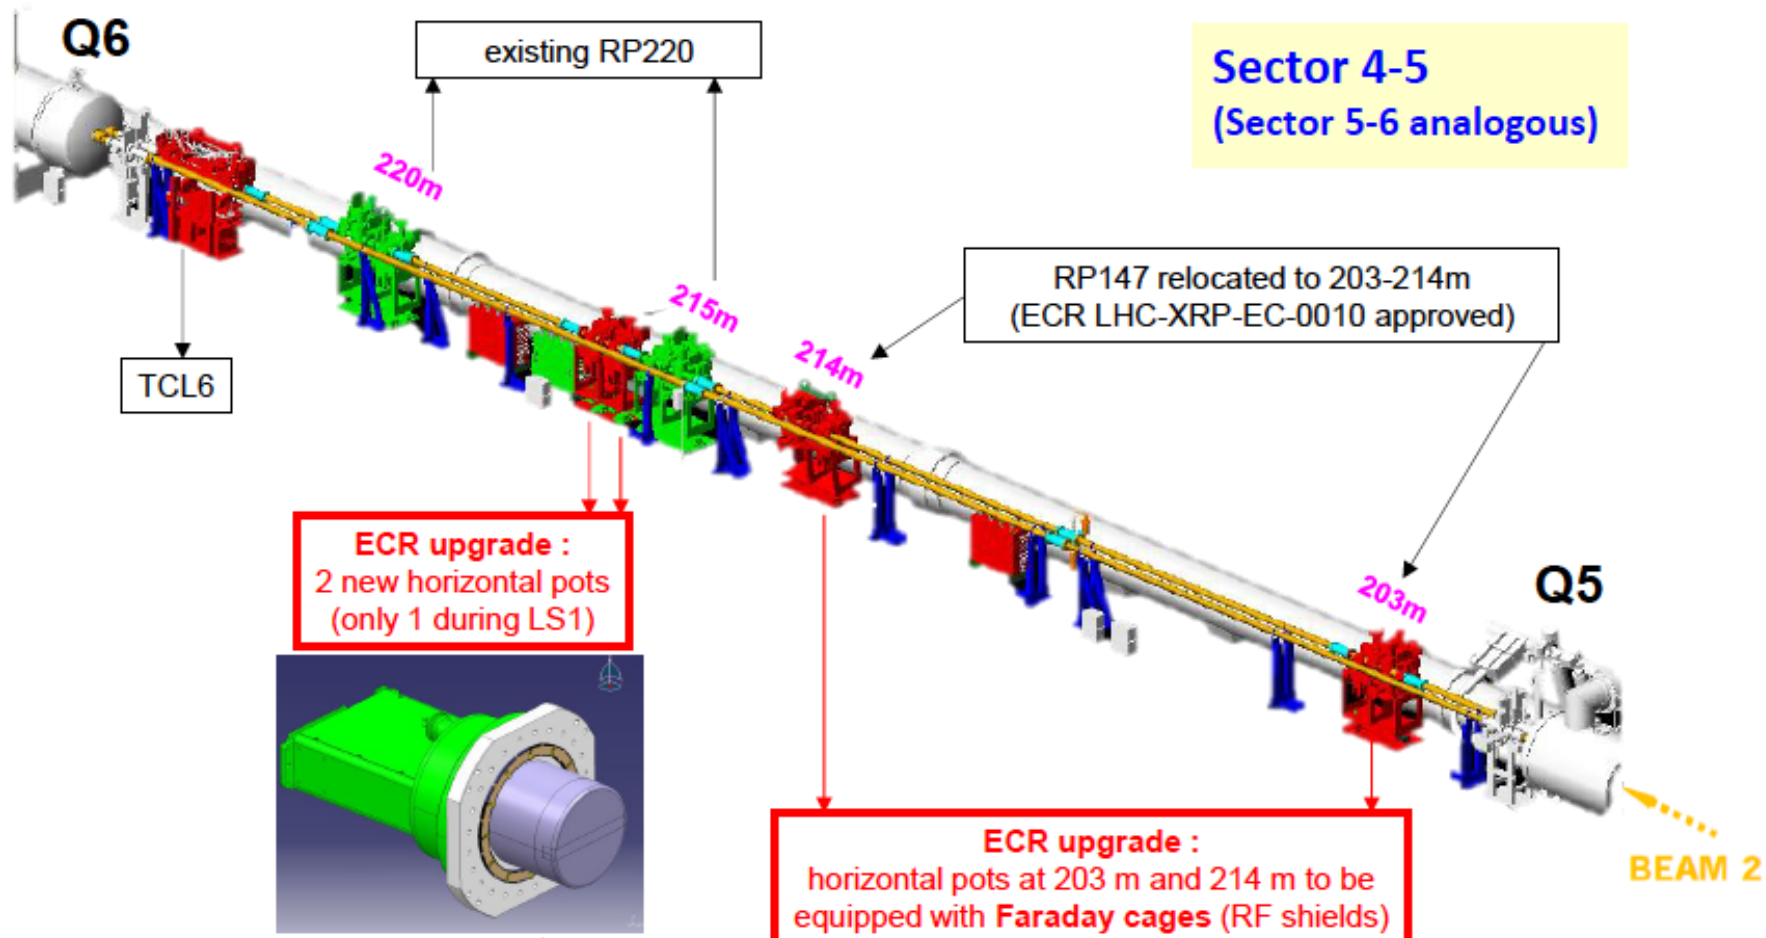 Q6
existing RP220
Sector 4-5
(Sector 5-6 analogous)
220m
215m
214m
RP147 relocated to 203-214m
(ECR LHC-XRP-EC-0010 approved)
TCL6
ECR upgrade :
2 new horizontal pots
(only 1 during LS1)
203m
Q5
ECR upgrade :
horizontal pots at 203 m and 214 m to be
equipped with Faraday cages (RF shields)
BEAM 2